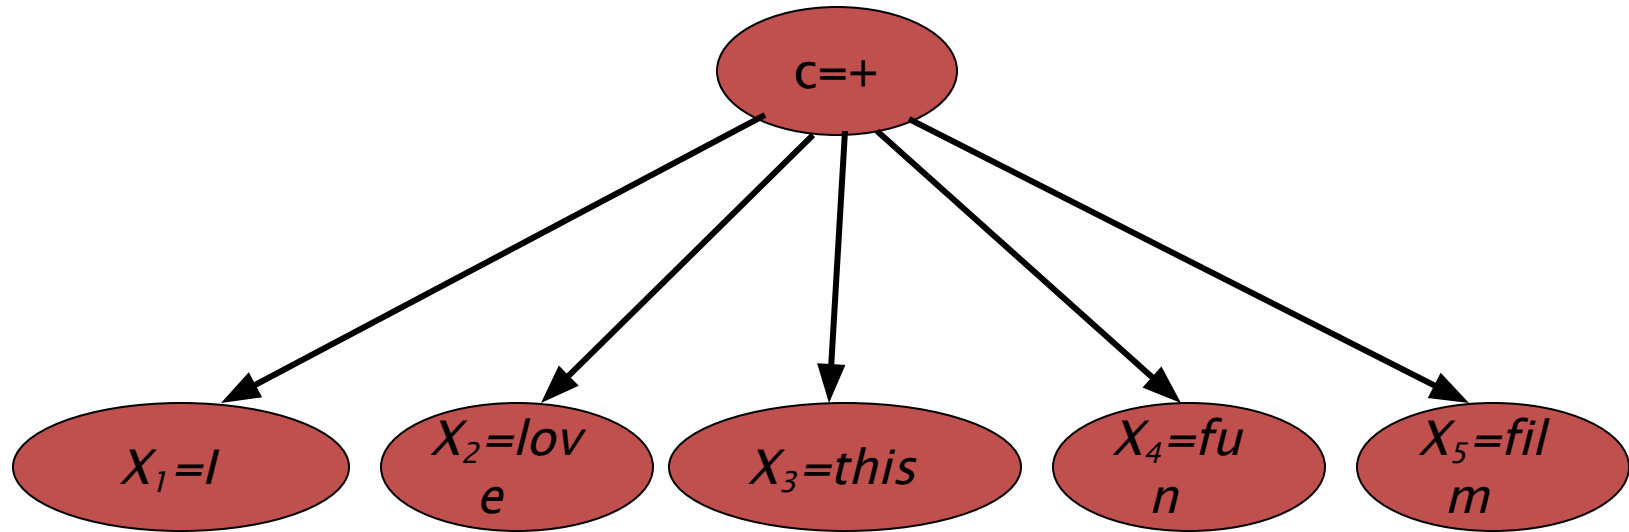 c=+
X₁=I
X₂=lov
e
X₃=this
X₄=fu
n
X₅=fil
m